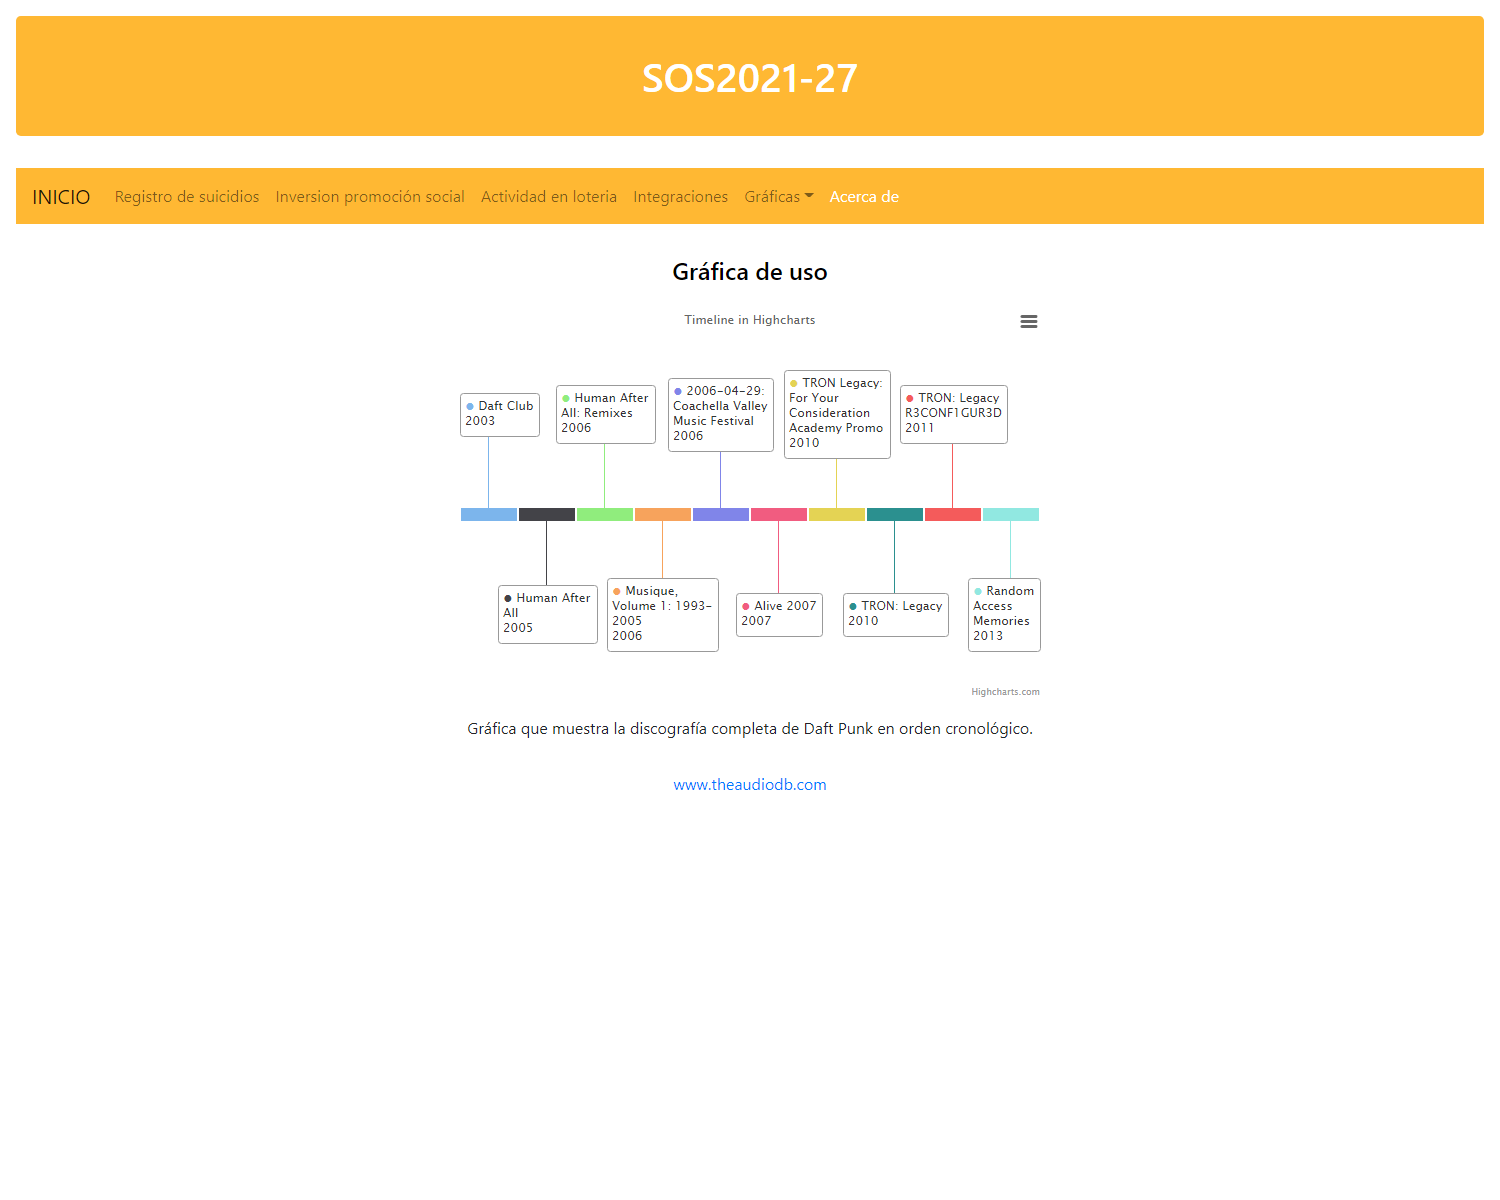 SOS2021-27
INICIO Registro de suicidios Inversion promoción social Actividad en loteria Integraciones Gráficas Acerca de
Gráfica de uso
Timeline in Highcharts
Daft Club
2003
Human After
All: Remixes
2006
2006-04-29:
Coachella Valley
Music Festival
2006
TRON Legacy:
For Your
Consideration
Academy Promo
2010
TRON: Legacy
R3CONF1GUR3D
2011
Human After
All
2005
Musique,
Volume 1: 1993-
2005
2006
Alive 2007
2007
TRON: Legacy
2010
Random
Access
Memories
2013
Highcharts.com
Gráfica que muestra la discografía completa de Daft Punk en orden cronológico.
www.theaudiodb.com